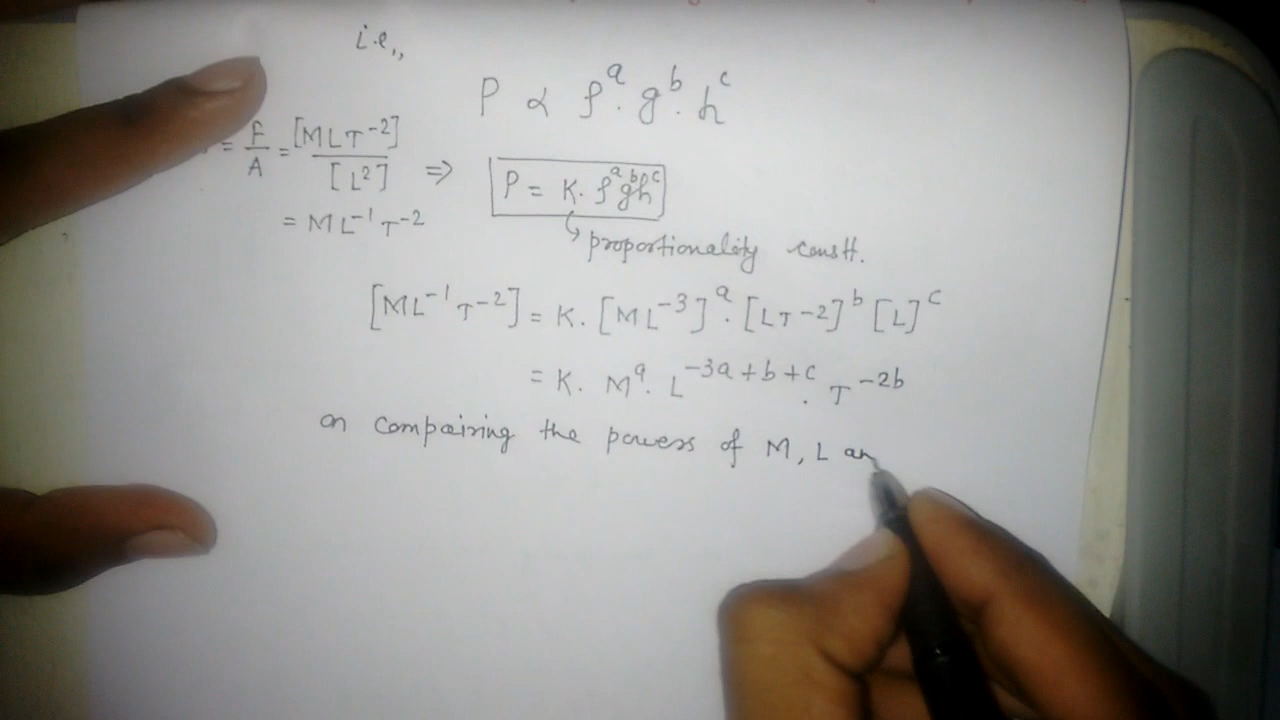 i.e.,,
P ∝ ρ^a . g^b . h^c
= F/A = [MLT^-2]/[L^2] ⇒ P = K. ρ^a g^b h^c
= ML^-1 T^-2
↳ proportionality constt.
[ML^-1 T^-2] = K. [ML^-3]^a . [LT^-2]^b [L]^c
= K. M^a . L^-3a+b+c . T^-2b
on compairing the powers of M, L an